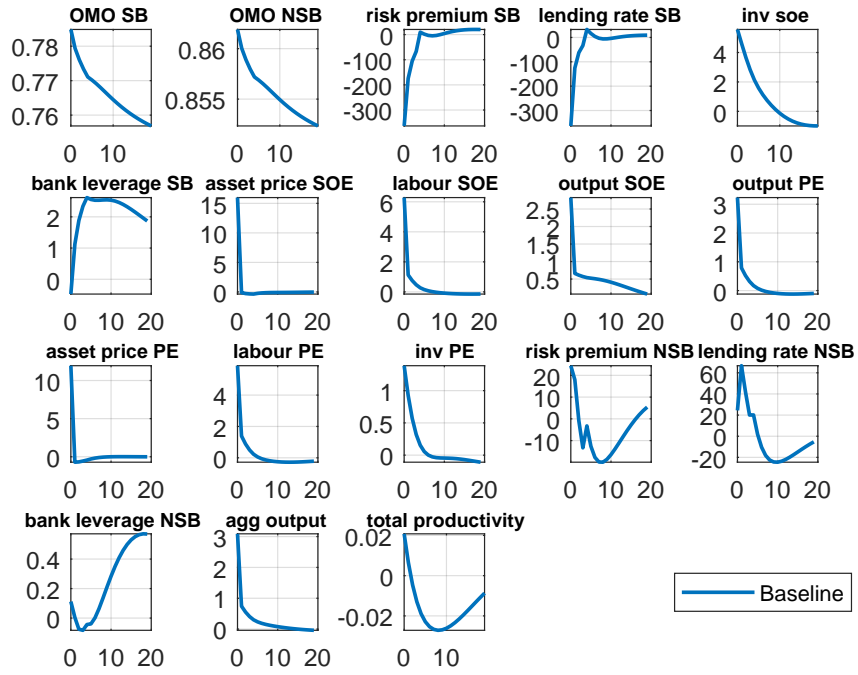 OMO SB OMO NSB risk premium SB lending rate SB inv soe
0.78 0.77 0.76 0 10
0.86 0.855 10
0 -100 -200 -300 0 10 20
0 -100 -200 -300 0 10 20
4 2 0 0 10
bank leverage SB asset price SOE labour SOE output SOE output PE
2 1 0 0 10 20
15 10 5 0 0 10 20
6 4 2 0 0 10 20
2.5 2 1.5 1 0.5 0 10 20
3 2 1 0 0 10 20
asset price PE labour PE inv PE risk premium NSB lending rate NSB
10 5 0 0 10 20
4 2 0 0 10 20
1 0.5 0 0 10 20
20 10 0 -10 0 10 20
60 40 20 0 -20 0 10 20
bank leverage NSB agg output total productivity
0.4 0.2 0 0 10 20
3 2 1 0 0 10 20
0.02 0 -0.02 0 10
Baseline